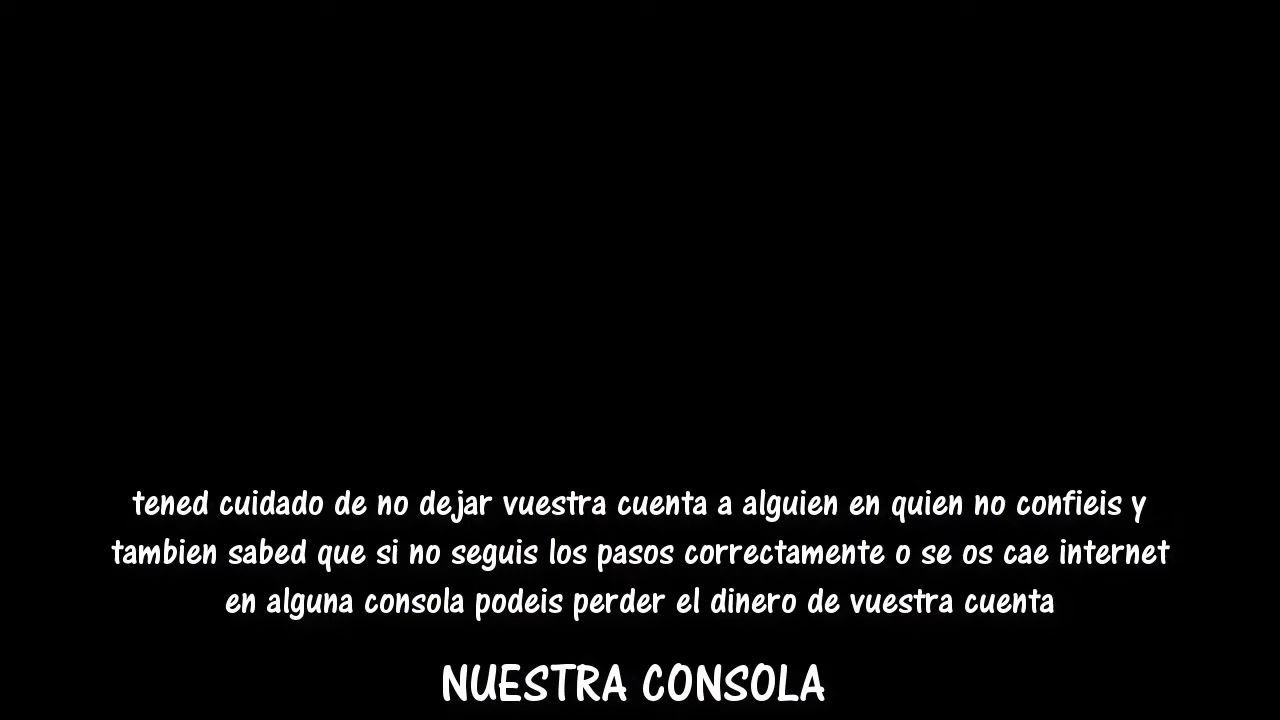 tened cuidado de no dejar vuestra cuenta a alguien en quien no confieis y
tambien sabed que si no seguis los pasos correctamente o se os cae internet
en alguna consola podeis perder el dinero de vuestra cuenta
NUESTRA CONSOLA